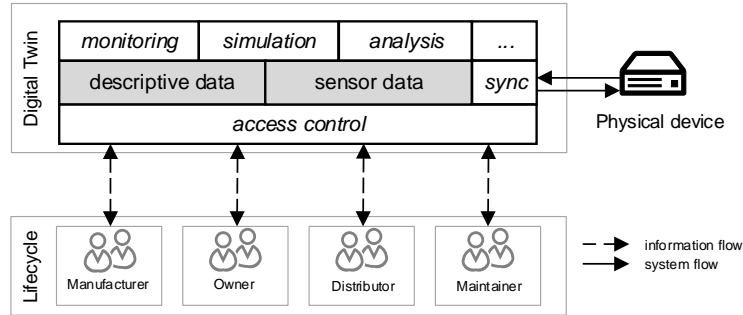 Digital Twin
monitoring simulation analysis ...
descriptive data sensor data sync
access control
Physical device
Lifecycle
Manufacturer Owner Distributor Maintainer
information flow
system flow